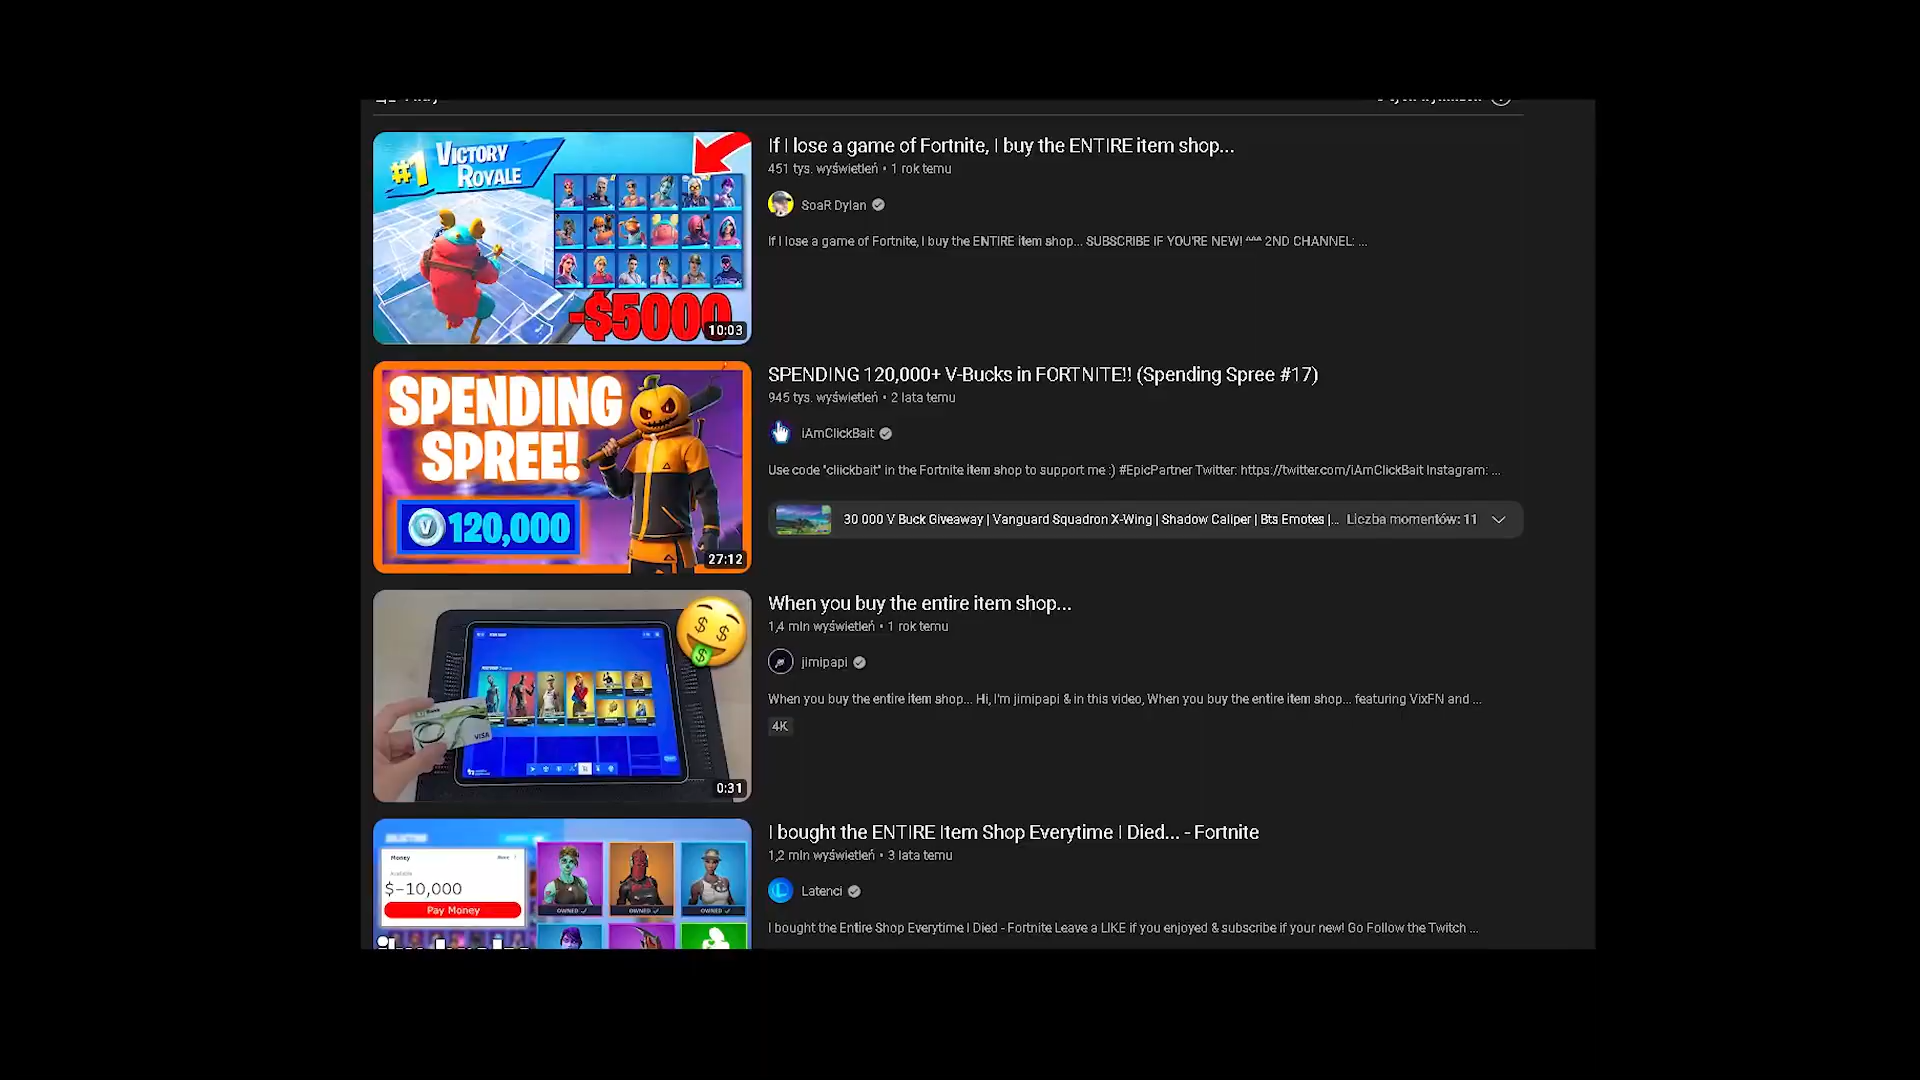 #1 VICTORY ROYALE
-$5000
10:03
If I lose a game of Fortnite, I buy the ENTIRE item shop...
451 tys. wyświetleń • 1 rok temu
SoaR Dylan
If I lose a game of Fortnite, I buy the ENTIRE item shop... SUBSCRIBE IF YOU'RE NEW! ^^^ 2ND CHANNEL: ...
SPENDING
SPREE!
V 120,000
27:12
SPENDING 120,000+ V-Bucks in FORTNITE!! (Spending Spree #17)
945 tys. wyświetleń • 2 lata temu
iAmClickBait
Use code "cliickbait" in the Fortnite item shop to support me :) #EpicPartner Twitter: https://twitter.com/iAmClickBait Instagram: ...
30 000 V Buck Giveaway | Vanguard Squadron X-Wing | Shadow Caliper | Bts Emotes |... Liczba momentów: 11
VISA
0:31
When you buy the entire item shop...
1,4 mln wyświetleń • 1 rok temu
jimipapi
When you buy the entire item shop... Hi, I'm jimipapi & in this video, When you buy the entire item shop... featuring VixFN and ...
4K
Money
$-10,000
Pay Money
OWNED OWNED OWNED
I bought the ENTIRE Item Shop Everytime I Died... - Fortnite
1,2 mln wyświetleń • 3 lata temu
Latenci
I bought the Entire Shop Everytime I Died - Fortnite Leave a LIKE if you enjoyed & subscribe if your new! Go Follow the Twitch ...